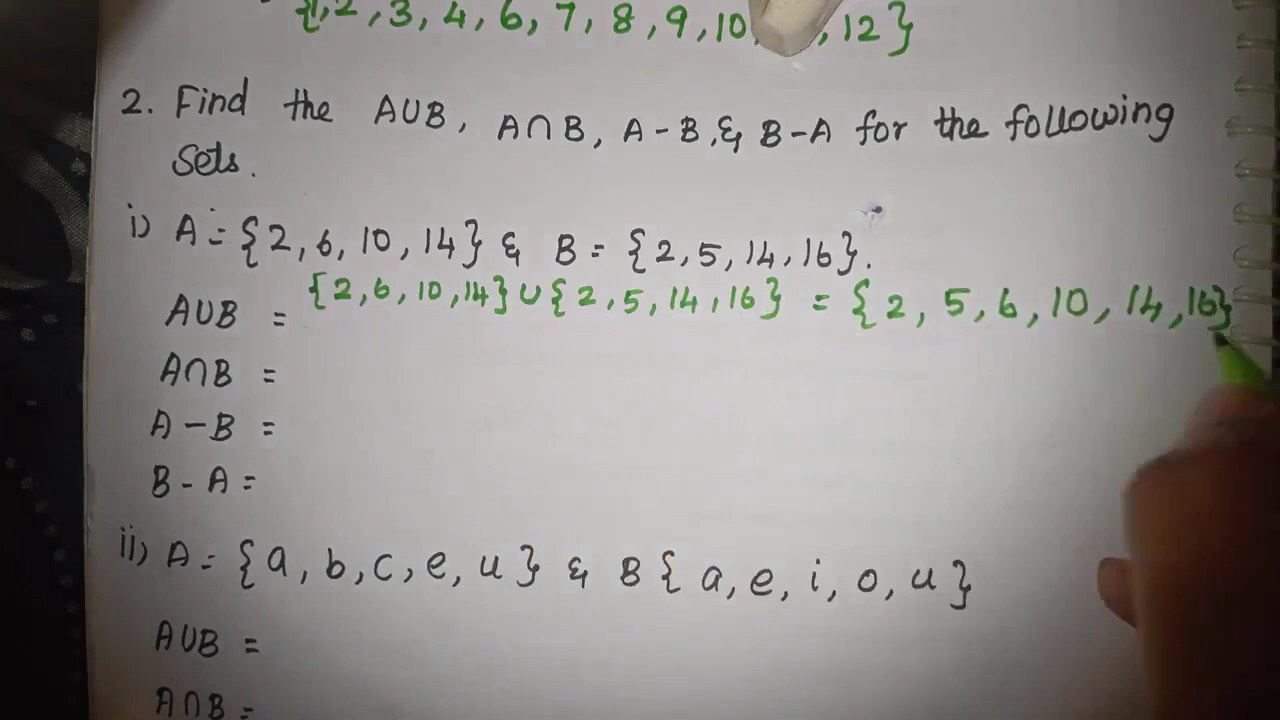 {1,2,3,4,6,7,8,9,10 ,12}
2. Find the A∪B, A∩B, A-B, & B-A for the following
Sets.
i) A = {2,6,10,14} & B = {2,5,14,16}.
A∪B = {2,6,10,14} ∪ {2,5,14,16} = {2,5,6,10,14,16}
A∩B =
A-B =
B-A =
ii) A = {a,b,c,e,u} & B {a,e,i,o,u}
A∪B =
A∩B =